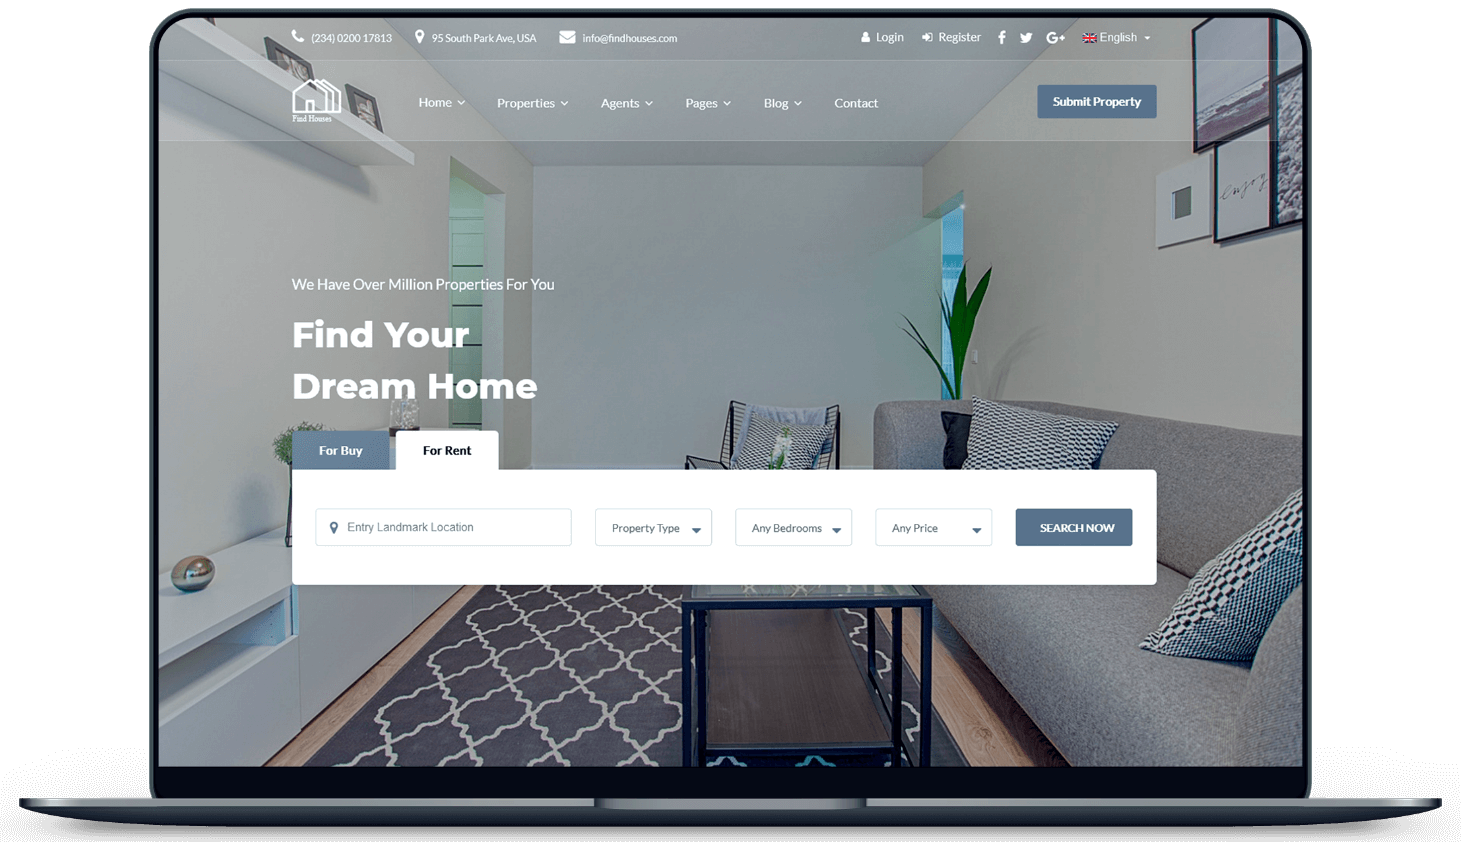 (234) 0200 17813 95 South Park Ave, USA info@findhouses.com Login Register English
Find Houses
Home Properties Agents Pages Blog Contact Submit Property
enjoy
We Have Over Million Properties For You
Find Your
Dream Home
For Buy For Rent
Entry Landmark Location Property Type Any Bedrooms Any Price SEARCH NOW